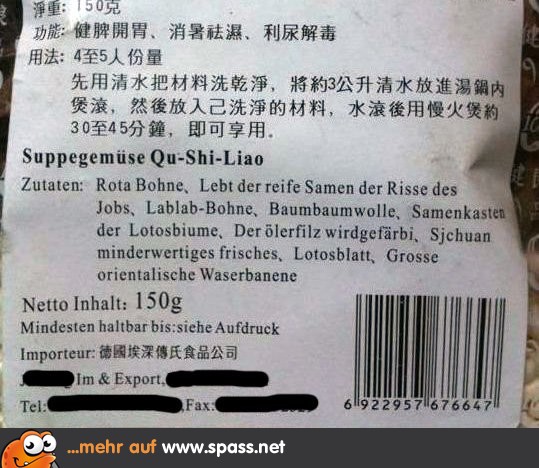 淨重：150克
功能：健脾開胃、消暑祛濕、利尿解毒
用法：4至5人份量
先用清水把材料洗乾淨，將約3公升清水放進湯鍋內
煲滾，然後放入己洗淨的材料，水滾後用慢火煲約
30至45分鐘，即可享用。
Suppegemüse Qu-Shi-Liao
Zutaten: Rota Bohne、Lebt der reife Samen der Risse des
Jobs、Lablab-Bohne、Baumbaumwolle、Samenkasten
der Lotosbiume、Der ölerfilz wirdgefärbi、Sjchuan
minderwertiges frisches、Lotosblatt、Grosse
orientalische Waserbanene
Netto Inhalt: 150g
Mindesten haltbar bis:siehe Aufdruck
Importeur: 德國埃深傳氏食品公司
Im & Export,
Tel: ,Fax:
6 922957 676647
...mehr auf www.spass.net